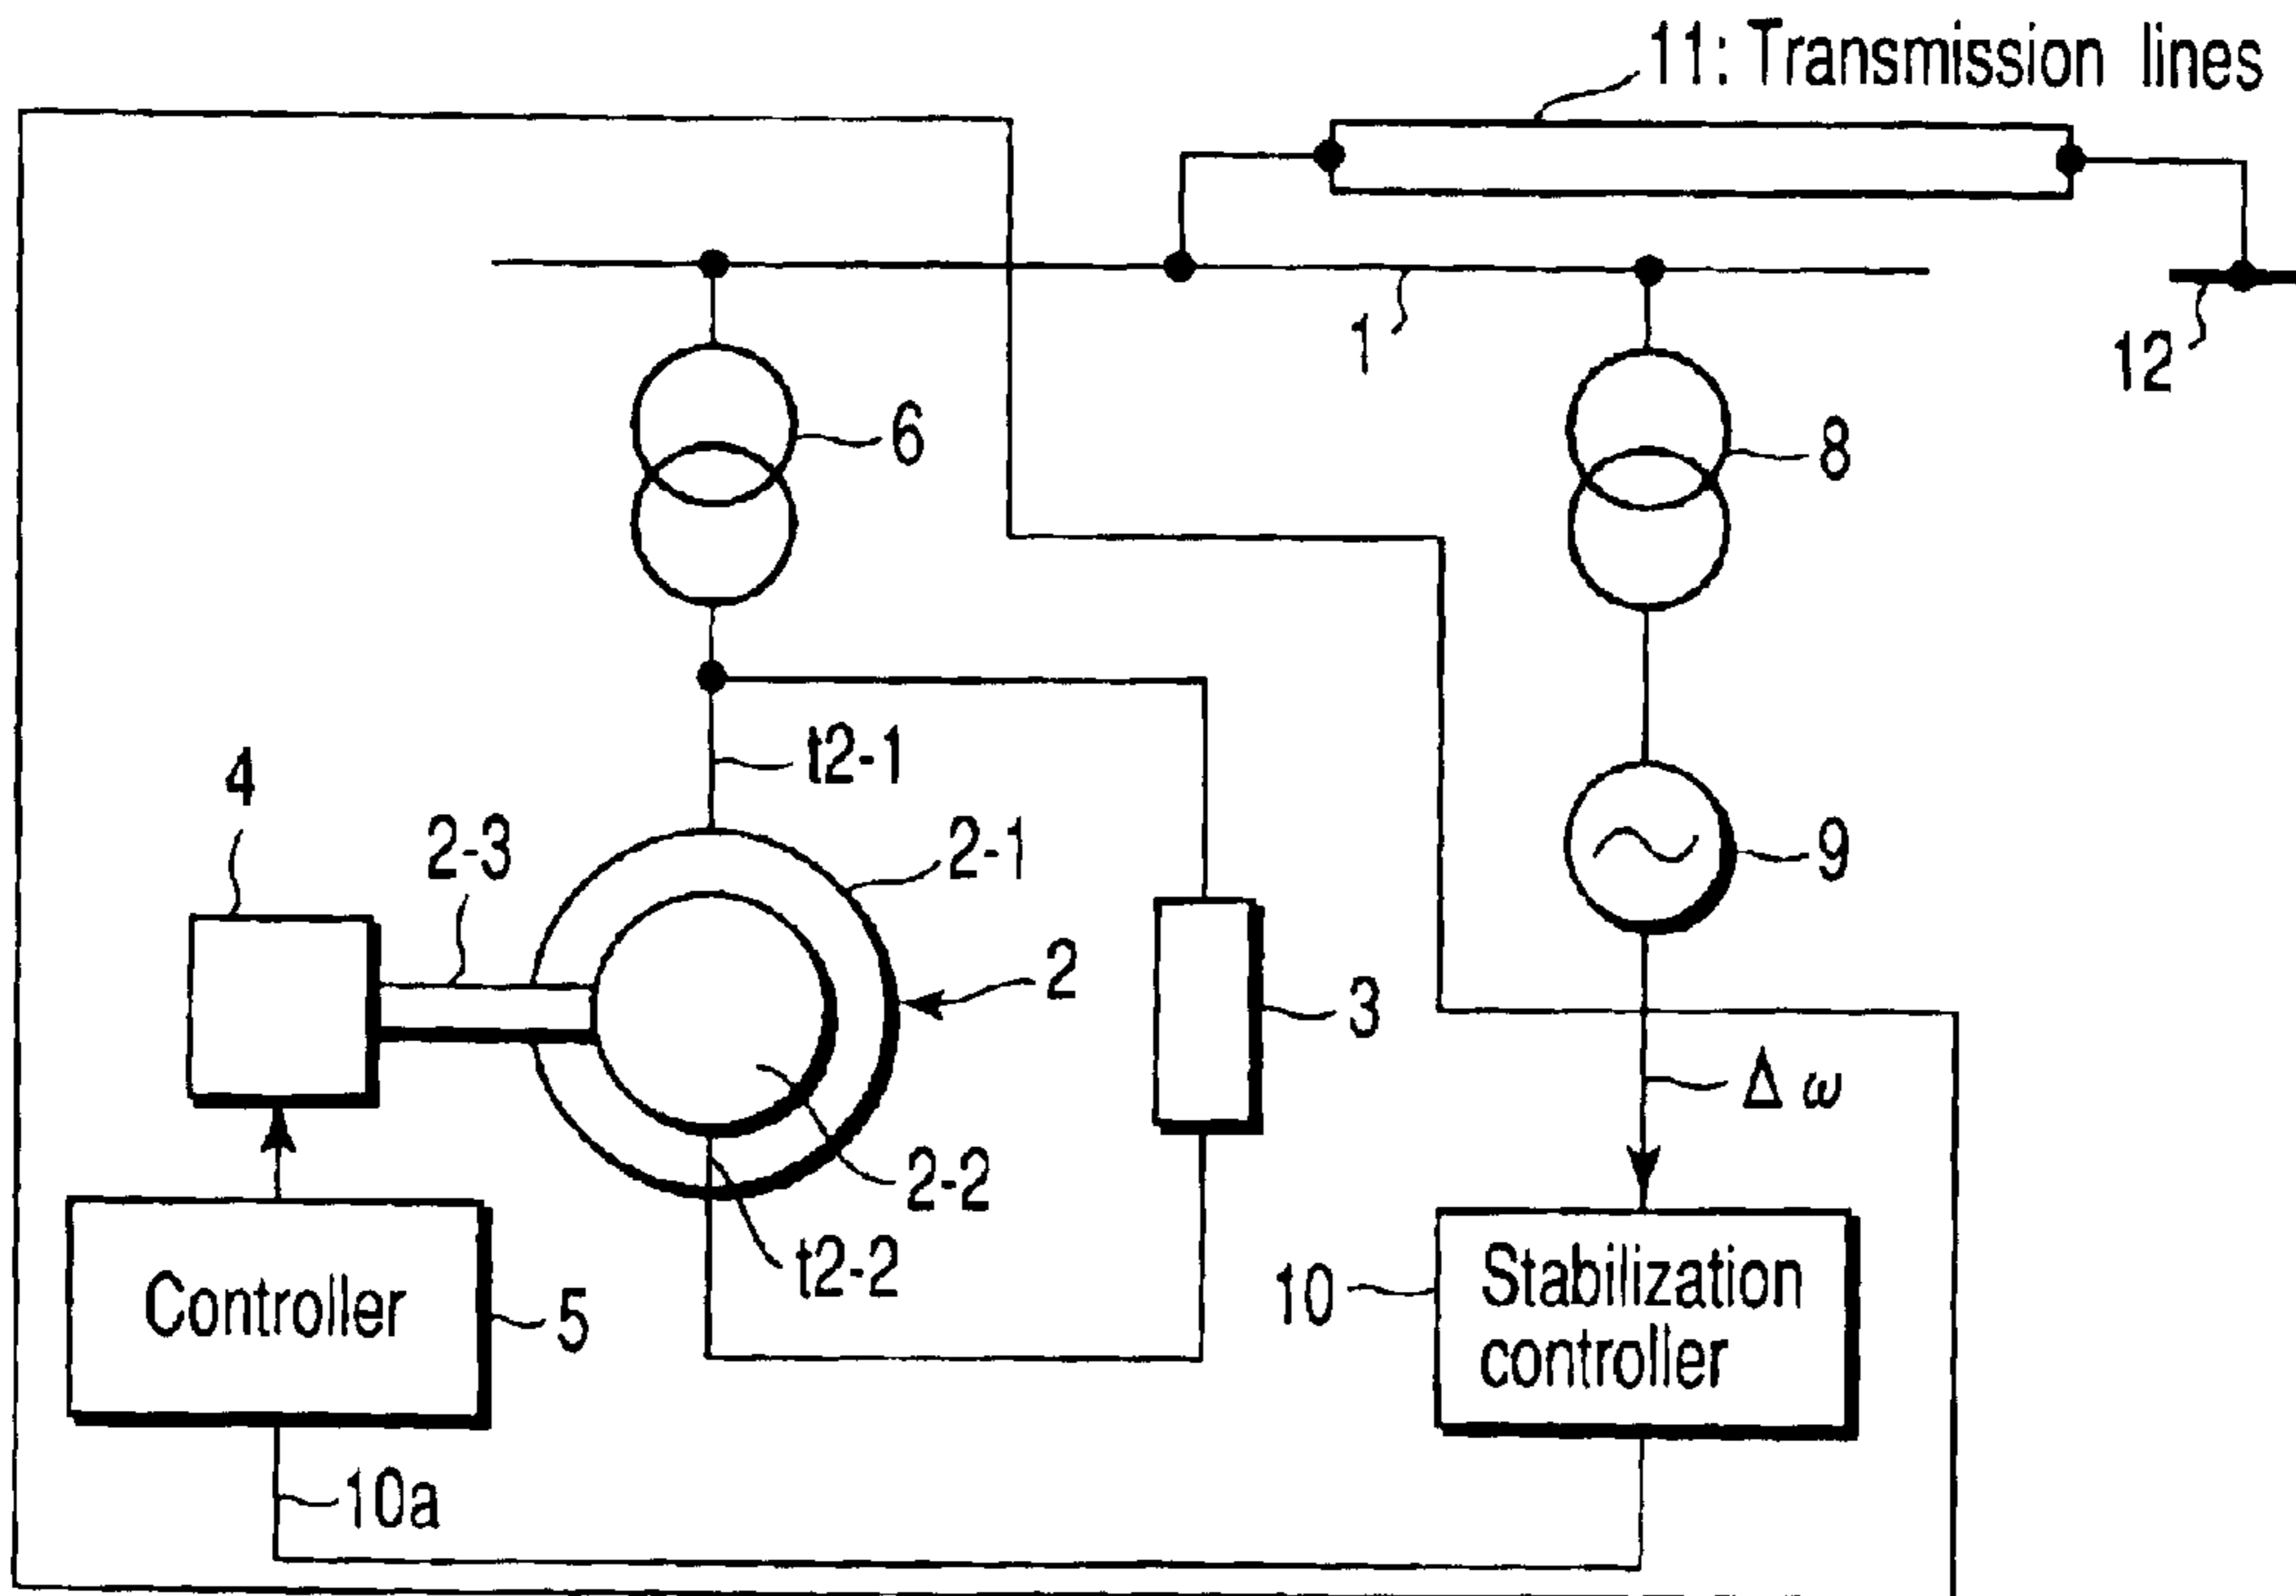 11: Transmission lines
1
12
6
8
t2-1
4
2-3
2-1
9
2
3
Δω
2-2
t2-2
Controller
5
10
Stabilization
controller
10a